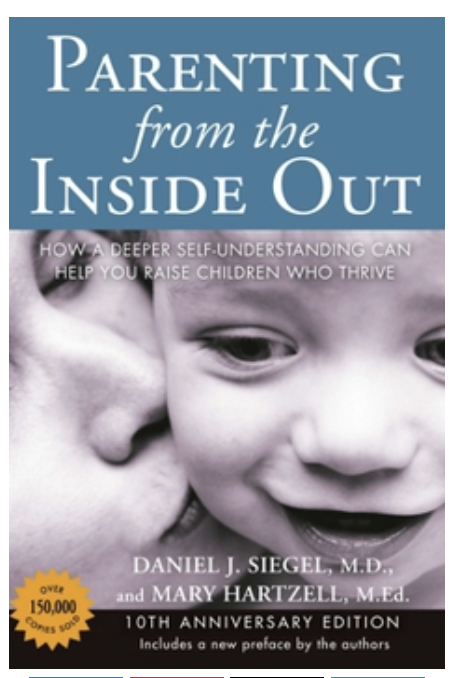 PARENTING
from the
INSIDE OUT
HOW A DEEPER SELF-UNDERSTANDING CAN
HELP YOU RAISE CHILDREN WHO THRIVE
DANIEL J. SIEGEL, M.D.,
and MARY HARTZELL, M.Ed.
OVER
150,000
COPIES SOLD
10TH ANNIVERSARY EDITION
Includes a new preface by the authors